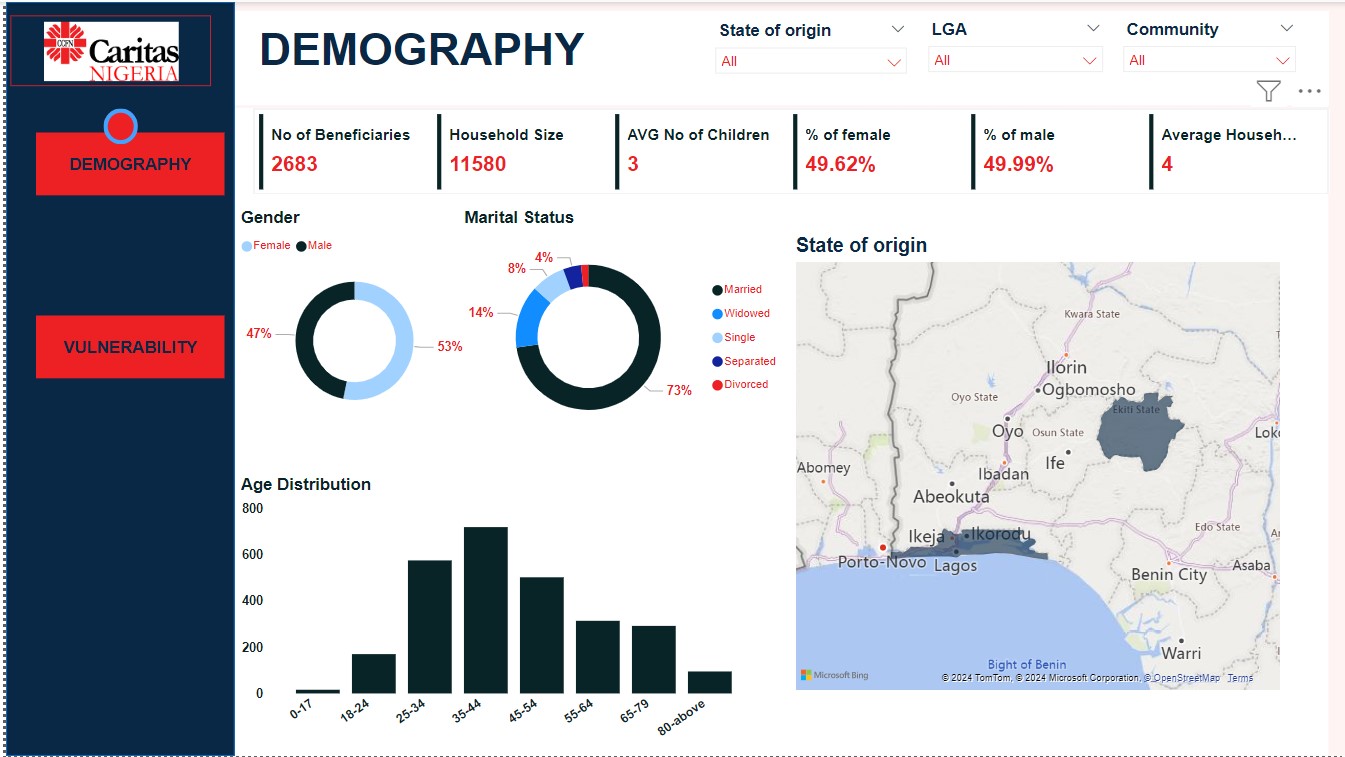 CCFN
Caritas
NIGERIA
DEMOGRAPHY
VULNERABILITY
DEMOGRAPHY
State of origin
All
LGA
All
Community
All
No of Beneficiaries
2683
Household Size
11580
AVG No of Children
3
% of female
49.62%
% of male
49.99%
Average Househ...
4
Gender
Female Male
47%
53%
Marital Status
4%
8%
14%
73%
Married
Widowed
Single
Separated
Divorced
Age Distribution
800
600
400
200
0
0-17
18-24
25-34
35-44
45-54
55-64
65-79
80-above
State of origin
Kwara State
Ilorin
Ogbomosho
Oyo State
Ekiti State
Oyo
Osun State
Loko
Ife
Abomey
Ibadan
Abeokuta
Edo State
Ikeja
Ikorodu
Porto-Novo
Lagos
Asaba
Benin City
Warri
Bight of Benin
Microsoft Bing
© 2024 TomTom, © 2024 Microsoft Corporation, © OpenStreetMap Terms